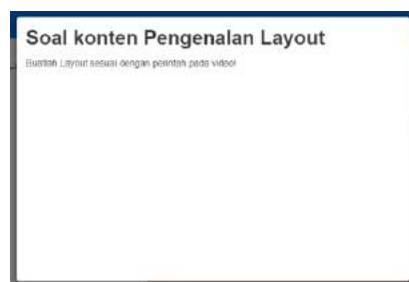 Soal konten Pengenalan Layout
Buatlah Layout sesuai dengan perintah pada video!